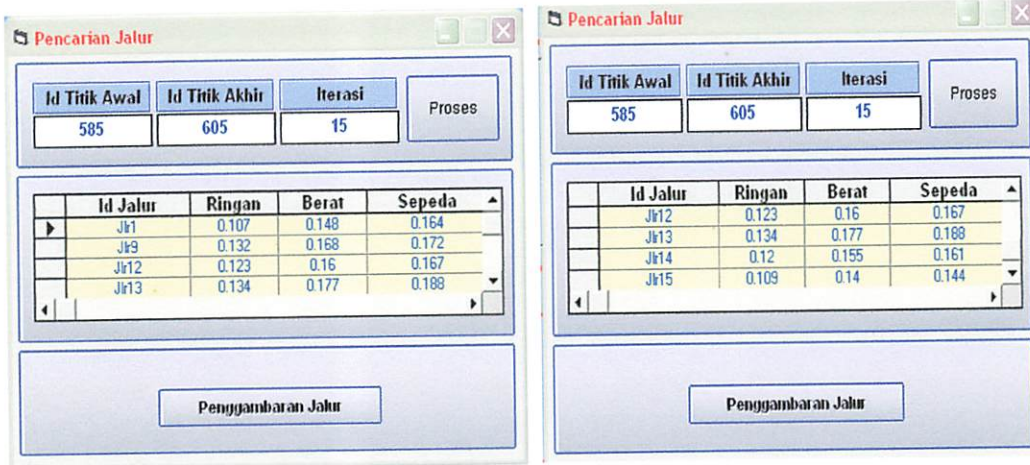 Pencarian Jalur
Id Titik Awal Id Titik Akhir Iterasi Proses
585 605 15
Id Jalur Ringan Berat Sepeda
Jlr1 0.107 0.148 0.164
Jlr9 0.132 0.168 0.172
Jlr12 0.123 0.16 0.167
Jlr13 0.134 0.177 0.188
Penggambaran Jalur
Pencarian Jalur
Id Titik Awal Id Titik Akhir Iterasi Proses
585 605 15
Id Jalur Ringan Berat Sepeda
Jlr12 0.123 0.16 0.167
Jlr13 0.134 0.177 0.188
Jlr14 0.12 0.155 0.161
Jlr15 0.109 0.14 0.144
Penggambaran Jalur